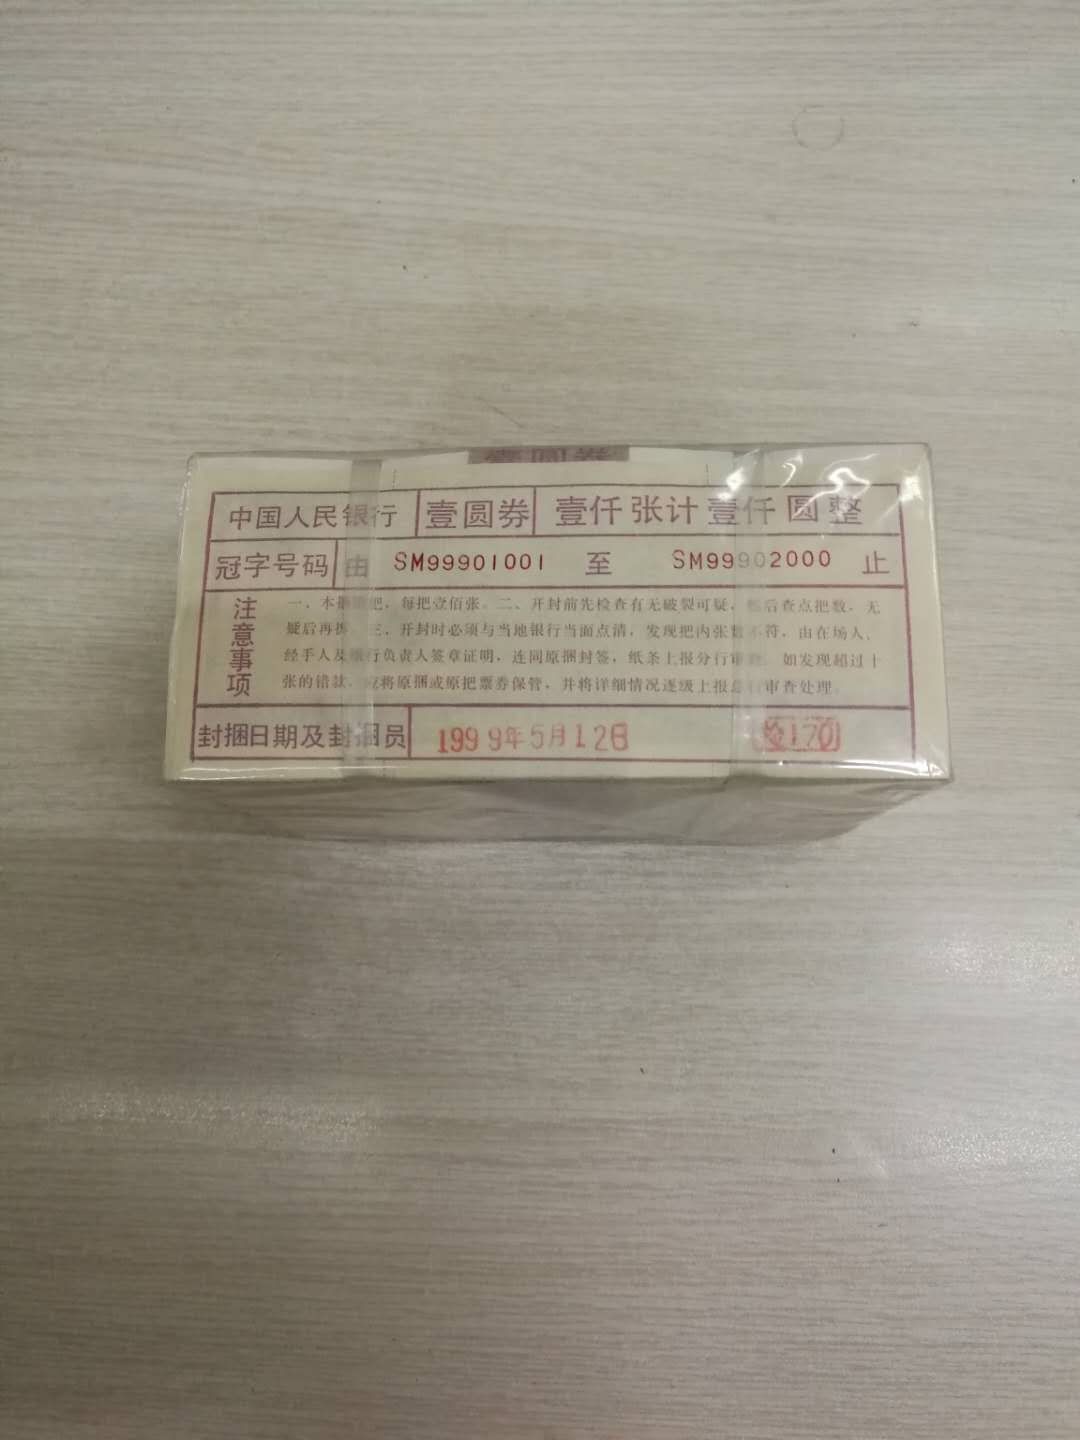 壹圆券
中国人民银行 壹圆券 壹仟张计壹仟圆整
冠字号码 由 SM99901001 至 SM99902000 止
注意事项
一、本捆 把，每把壹佰张。二、开封前先检查有无破裂可疑， 后查点把数，无
疑后再拆 三、开封时必须与当地银行当面点清，发现把内张数不符，由在场人、
经手人及银行负责人签章证明，连同原捆封签，纸条上报分行审查。如发现超过十
张的错款 应将原捆或原把票券保管，并将详细情况逐级上报总行审查处理。
封捆日期及封捆员 1999年5月12日 170